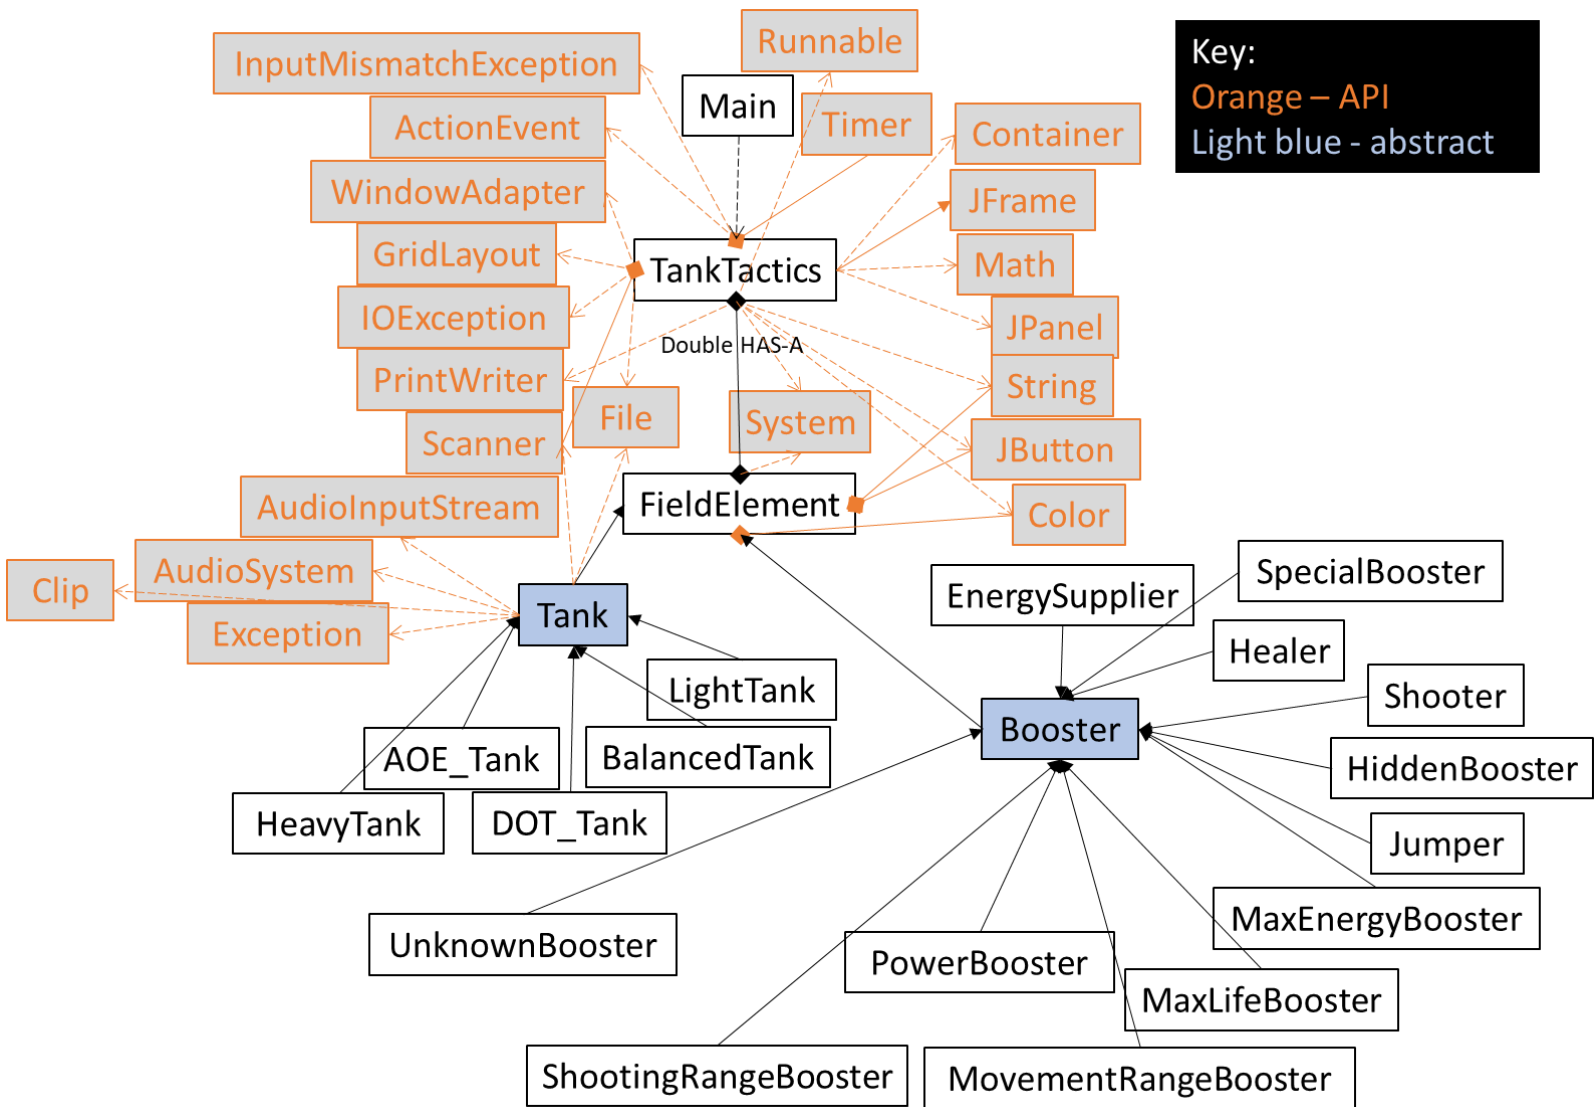 Runnable
Key:
InputMismatchException
Orange – API
Main
ActionEvent
Timer
Container
Light blue - abstract
WindowAdapter
JFrame
GridLayout
TankTactics
Math
IOException
JPanel
Double HAS-A
PrintWriter
String
File
System
Scanner
JButton
AudioInputStream
FieldElement
Color
AudioSystem
SpecialBooster
Clip
EnergySupplier
Tank
Exception
Healer
LightTank
Shooter
Booster
AOE_Tank
BalancedTank
HiddenBooster
HeavyTank
DOT_Tank
Jumper
MaxEnergyBooster
UnknownBooster
PowerBooster
MaxLifeBooster
ShootingRangeBooster
MovementRangeBooster